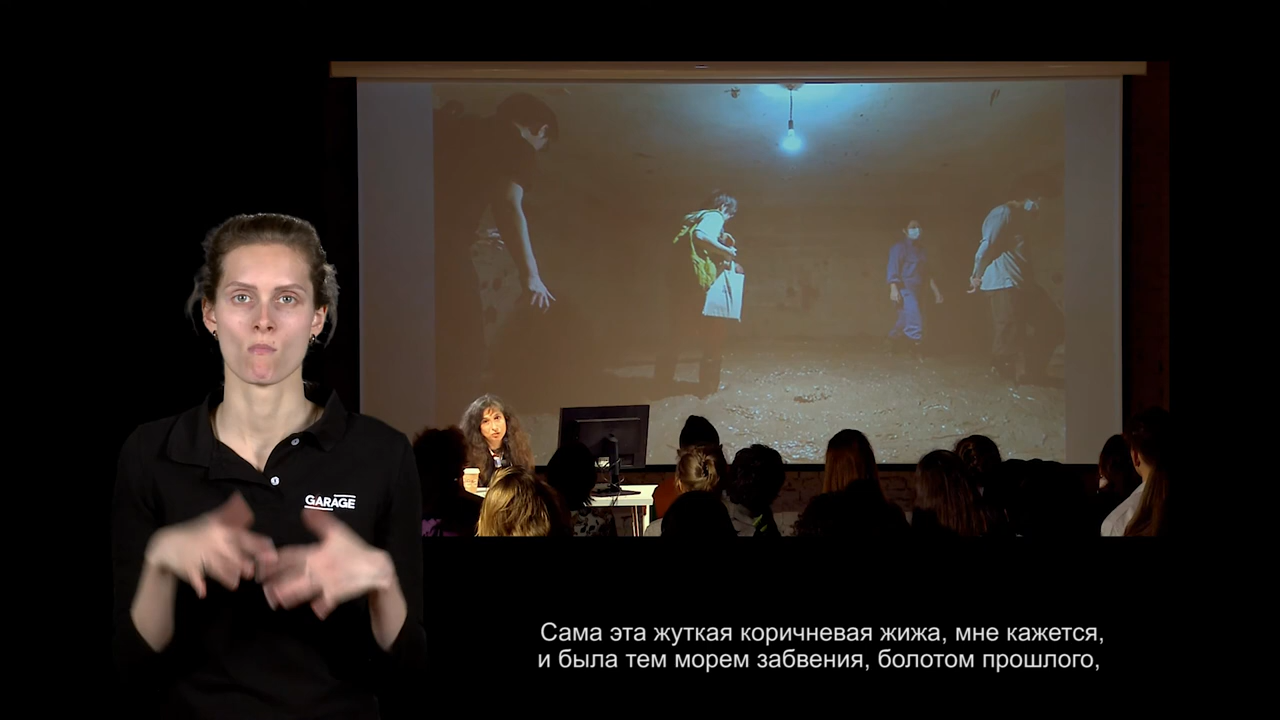 GARAGE
Сама эта жуткая коричневая жижа, мне кажется,
и была тем морем забвения, болотом прошлого,